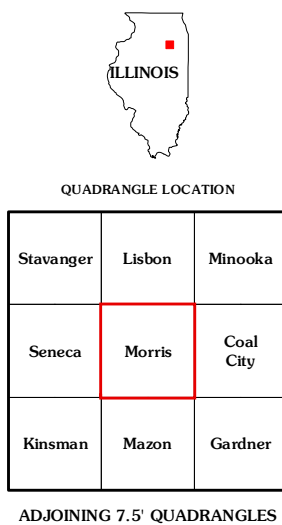 ILLINOIS
QUADRANGLE LOCATION
Stavanger Lisbon Minooka
Seneca Morris Coal City
Kinsman Mazon Gardner
ADJOINING 7.5' QUADRANGLES